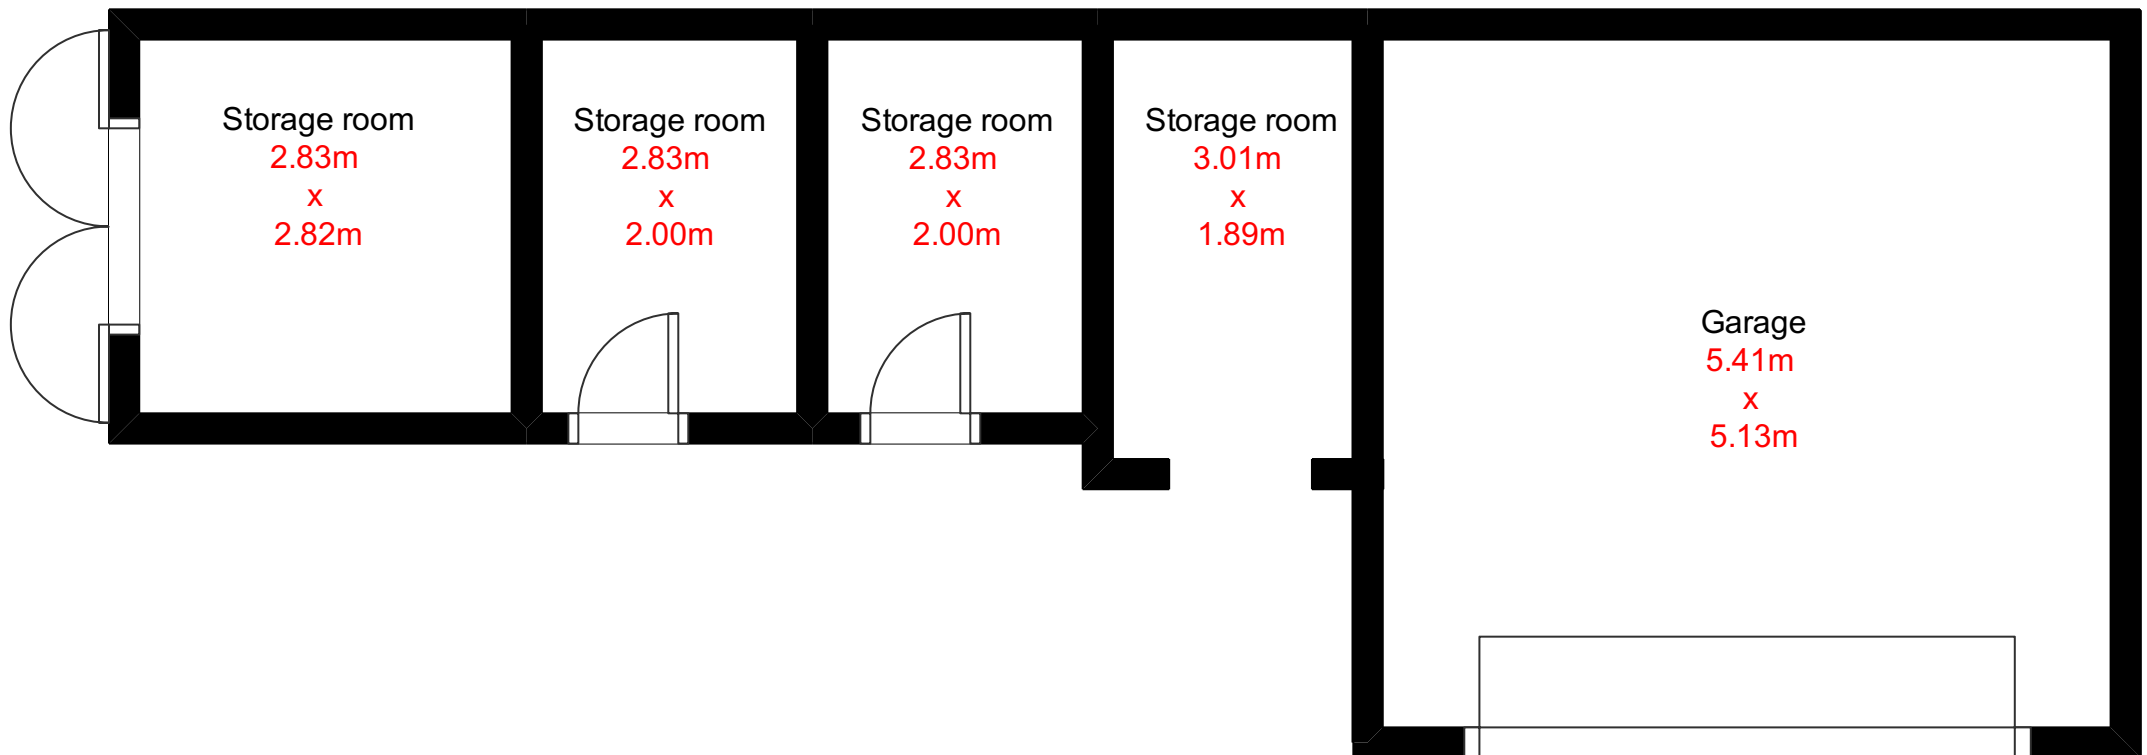 Storage room
2.83m
x
2.82m
Storage room
2.83m
x
2.00m
Storage room
2.83m
x
2.00m
Storage room
3.01m
x
1.89m
Garage
5.41m
x
5.13m